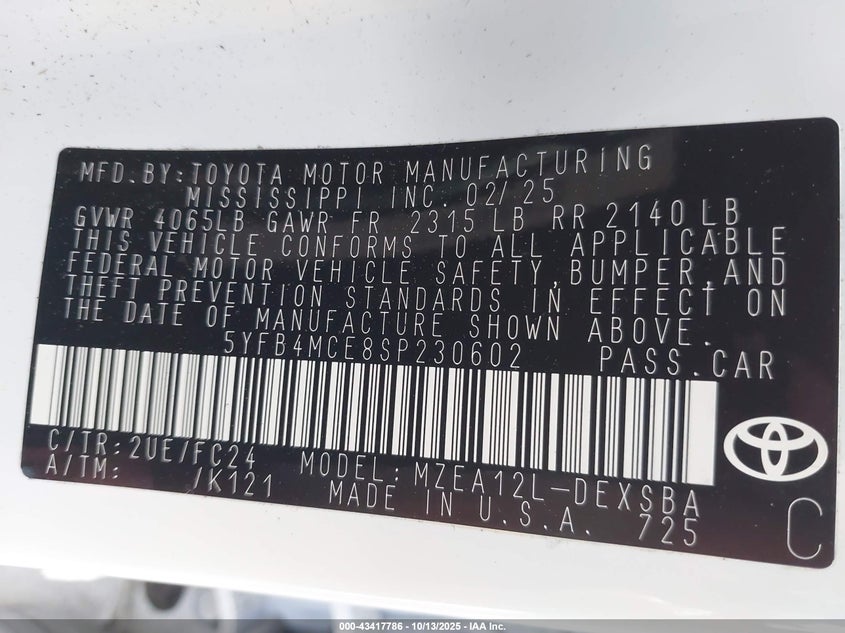 MFD.BY:TOYOTA MOTOR MANUFACTURING
MISSISSIPPI INC. 02/25
GVWR 4065LB GAWR FR 2315 LB RR 2140 LB
THIS VEHICLE CONFORMS TO ALL APPLICABLE
FEDERAL MOTOR VEHICLE SAFETY,BUMPER,AND
THEFT PREVENTION STANDARDS IN EFFECT ON
THE DATE OF MANUFACTURE SHOWN ABOVE.
5YFB4MCE8SP230602 PASS.CAR
C/TR:2UE/FC24 MODEL:MZEA12L-DEXSBA
A/TM: /K121 MADE IN U.S.A. 725
C
000-43417786 - 10/13/2025 - IAA Inc.